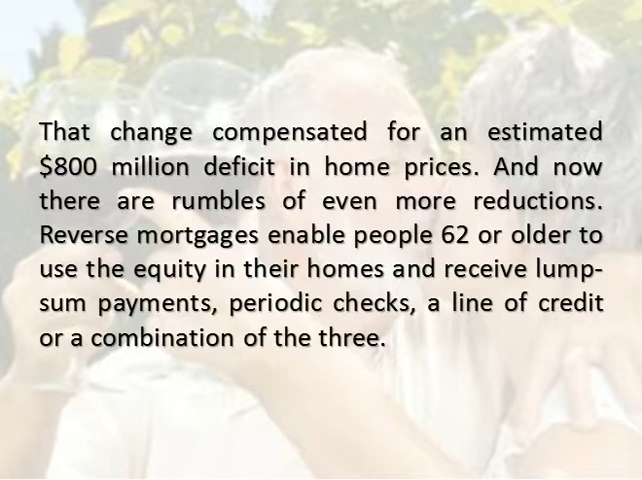 That change compensated for an estimated
$800 million deficit in home prices. And now
there are rumbles of even more reductions.
Reverse mortgages enable people 62 or older to
use the equity in their homes and receive lump-
sum payments, periodic checks, a line of credit
or a combination of the three.